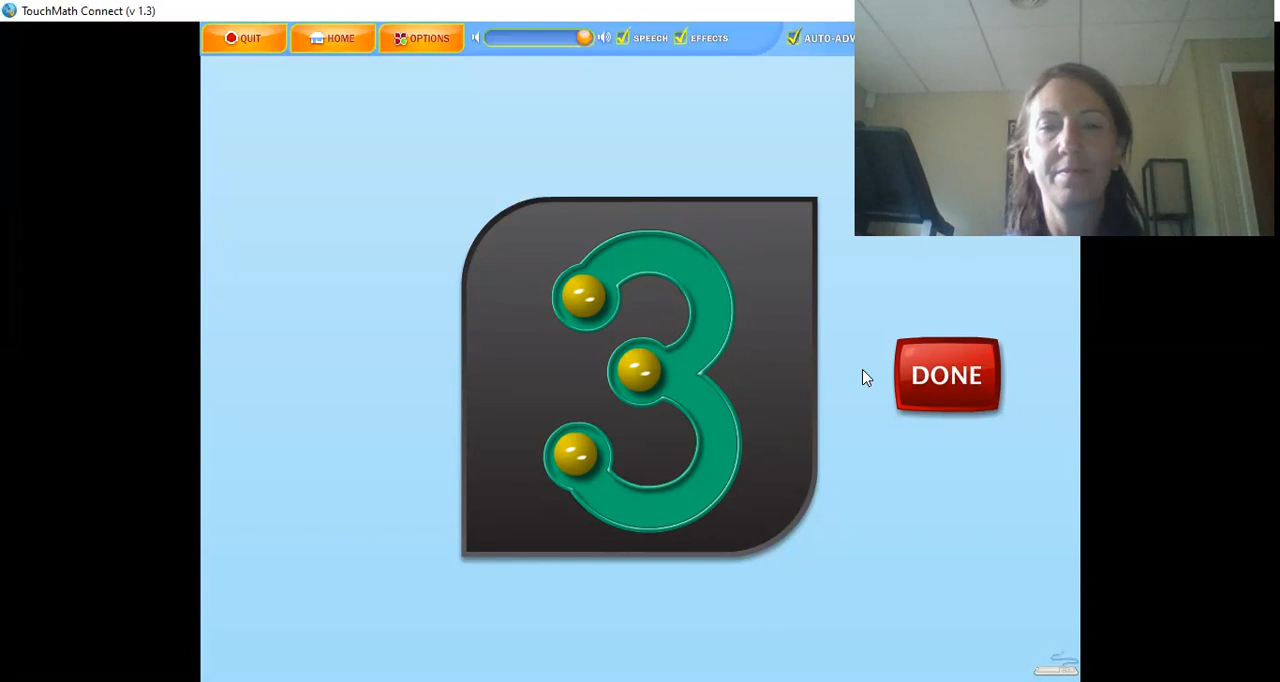 TouchMath Connect (v 1.3)
QUIT HOME OPTIONS SPEECH EFFECTS AUTO-ADV
3
DONE